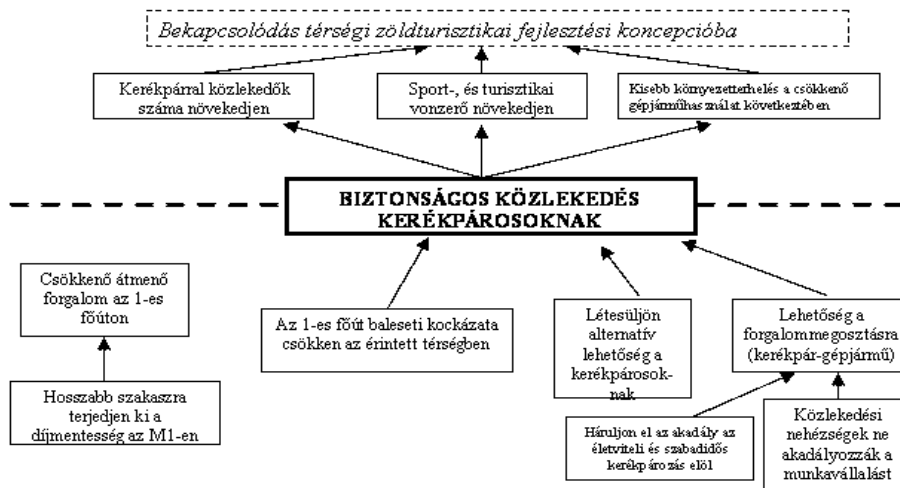 Bekapcsolódás térségi zöldturisztikai fejlesztési koncepcióba
Kerékpárral közlekedők
száma növekedjen
Sport-, és turisztikai
vonzerő növekedjen
Kisebb környezetterhelés a csökkenő
gépjárműhasználat következtében
BIZTONSÁGOS KÖZLEKEDÉS
KERÉKPÁROSOKNAK
Csökkenő átmenő
forgalom az 1-es
főúton
Az 1-es főút baleseti kockázata
csökken az érintett térségben
Létesüljön
alternatív
lehetőség a
kerékpárosok-
nak
Lehetőség a
forgalommegosztásra
(kerékpár-gépjármű)
Hosszabb szakaszra
terjedjen ki a
díjmentesség az M1-en
Háruljon el az akadály az
életviteli és szabadidős
kerékpározás elöl
Közlekedési
nehézségek ne
akadályozzák a
munkavállalást